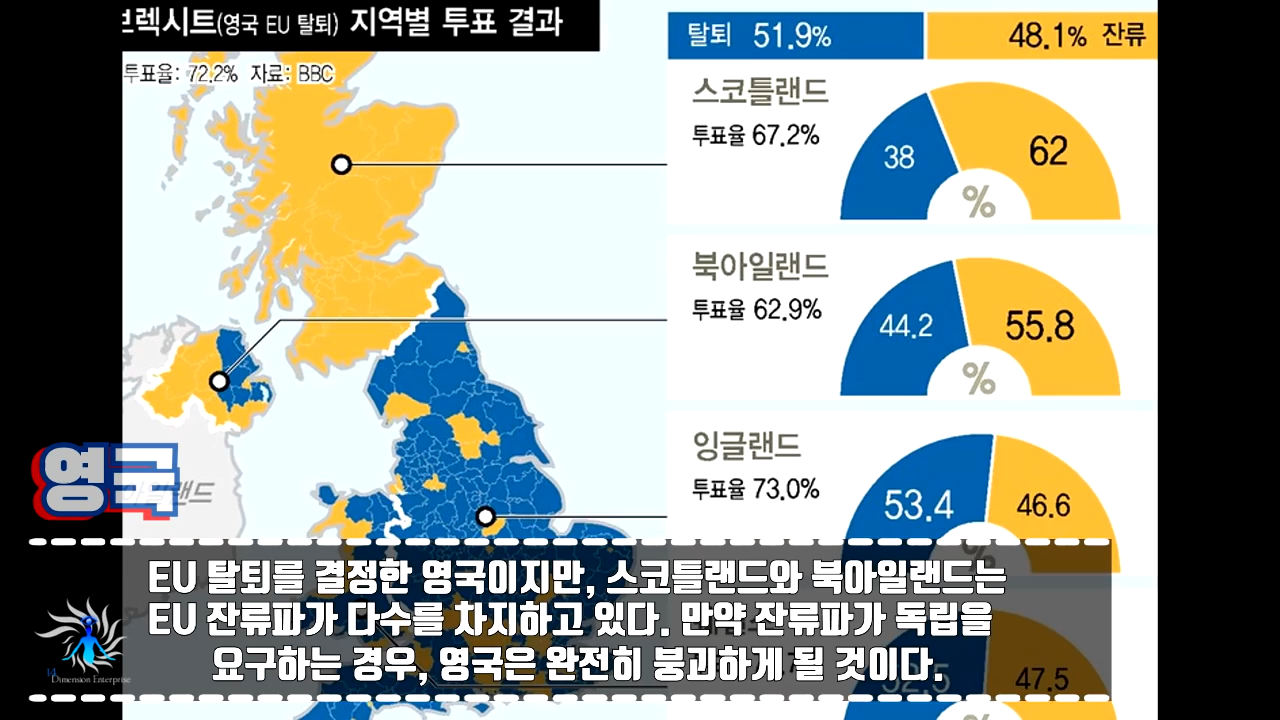 브렉시트(영국 EU 탈퇴) 지역별 투표 결과
투표율: 72.2% 자료: BBC
탈퇴 51.9%
48.1% 잔류
스코틀랜드
투표율 67.2%
38
62
%
북아일랜드
투표율 62.9%
44.2
55.8
%
잉글랜드
투표율 73.0%
53.4
46.6
%
영국
EU 탈퇴를 결정한 영국이지만, 스코틀랜드와 북아일랜드는
EU 잔류파가 다수를 차지하고 있다. 만약 잔류파가 독립을
요구하는 경우, 영국은 완전히 붕괴하게 될 것이다.
52.5
47.5
%
Dimension Enterprise